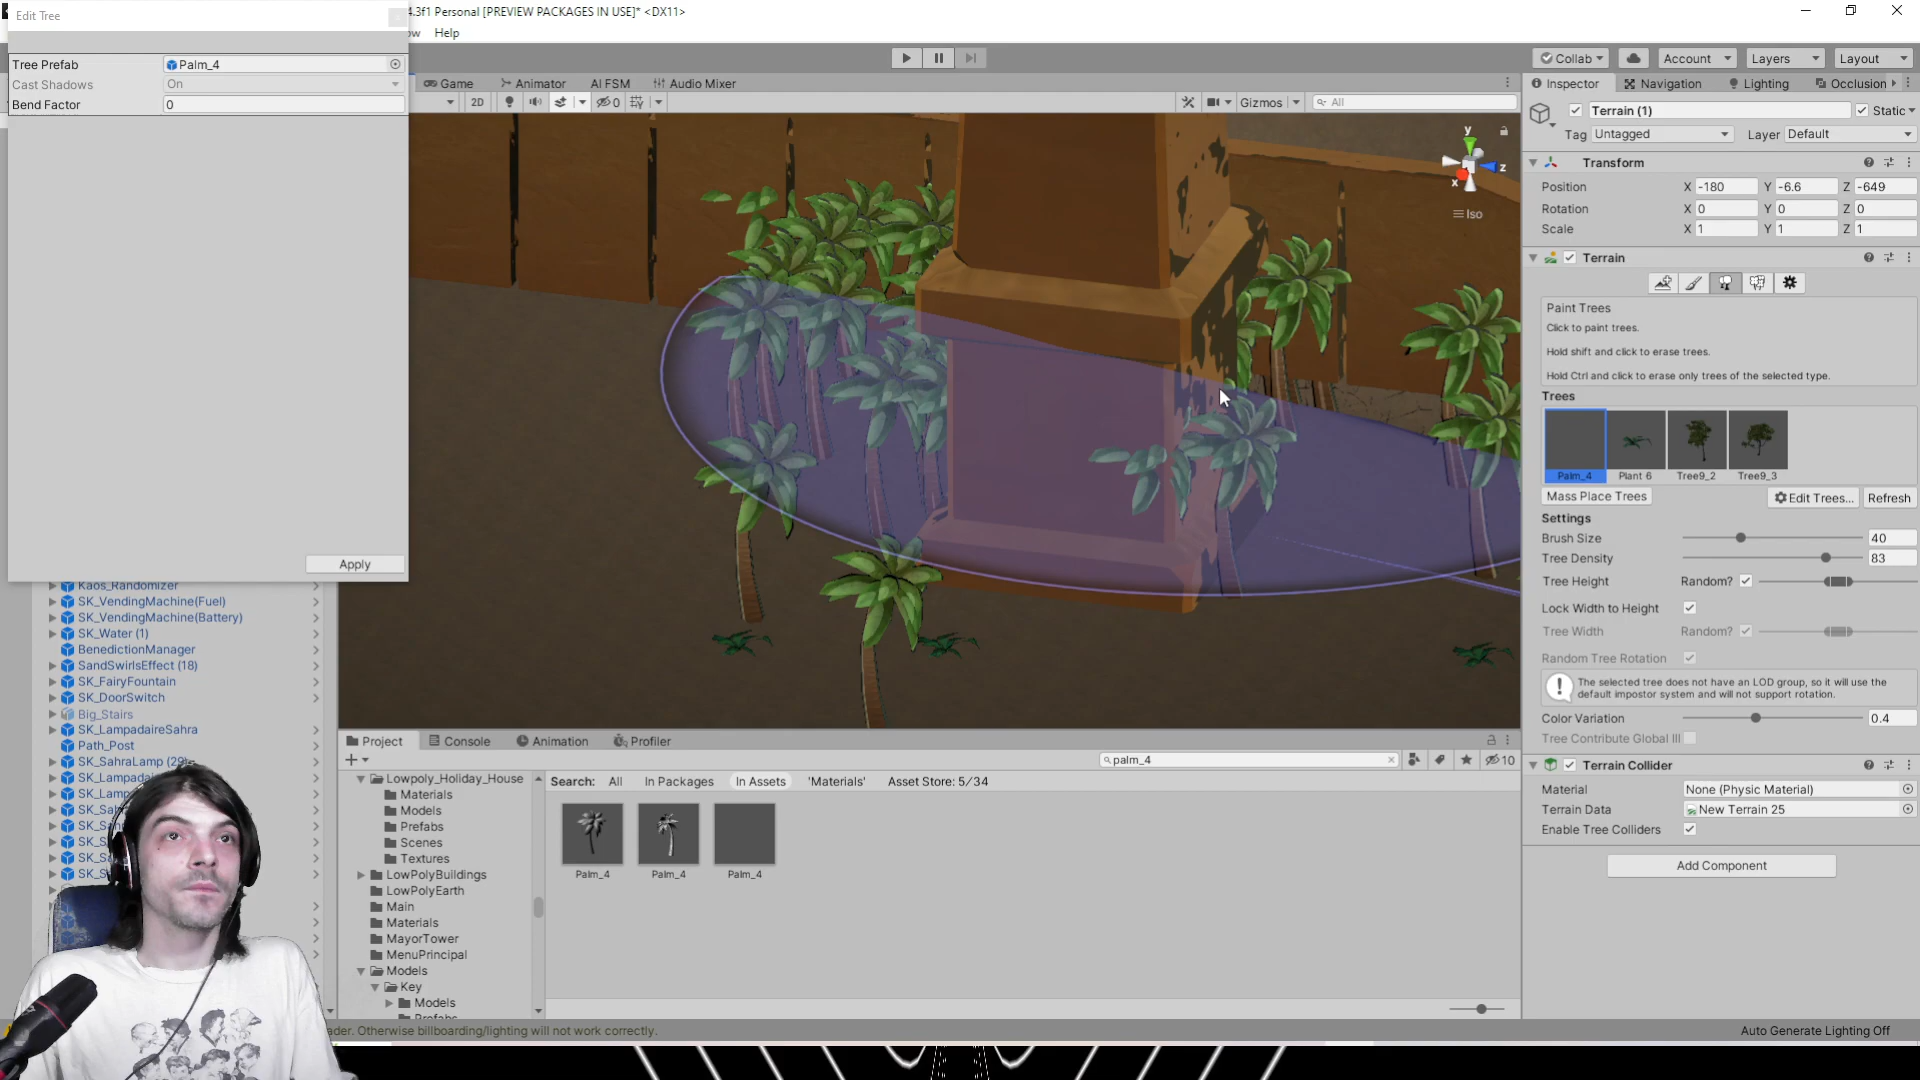 Edit Tree
4.3f1 Personal [PREVIEW PACKAGES IN USE]* <DX11>
Help
Tree Prefab
Palm_4
Cast Shadows
On
Bend Factor
0
Apply
Game
Animator
AI FSM
Audio Mixer
2D
0
Gizmos
All
Collab
Account
Layers
Layout
y
z
x
Iso
Inspector
Navigation
Lighting
Occlusion
Terrain (1)
Static
Tag Untagged
Layer Default
Transform
Position X -180 Y -6.6 Z -649
Rotation X 0 Y 0 Z 0
Scale X 1 Y 1 Z 1
Terrain
Paint Trees
Click to paint trees.
Hold shift and click to erase trees.
Hold Ctrl and click to erase only trees of the selected type.
Trees
Palm_4 Plant 6 Tree9_2 Tree9_3
Mass Place Trees
Edit Trees...
Refresh
Settings
Brush Size 40
Tree Density 83
Tree Height Random?
Lock Width to Height
Tree Width Random?
Random Tree Rotation
The selected tree does not have an LOD group, so it will use the
default impostor system and will not support rotation.
Color Variation 0.4
Tree Contribute Global Ill
Terrain Collider
Material None (Physic Material)
Terrain Data New Terrain 25
Enable Tree Colliders
Add Component
Kaos_Randomizer
SK_VendingMachine(Fuel)
SK_VendingMachine(Battery)
SK_Water (1)
BenedictionManager
SandSwirlsEffect (18)
SK_FairyFountain
SK_DoorSwitch
Big_Stairs
SK_LampadaireSahra
Path_Post
SK_SahraLamp (29)
Project
Console
Animation
Profiler
palm_4
10
Search: All In Packages In Assets 'Materials' Asset Store: 5/34
Lowpoly_Holiday_House
Materials
Models
Prefabs
Scenes
Textures
LowPolyBuildings
LowPolyEarth
Main
Materials
MayorTower
MenuPrincipal
Models
Key
Models
Palm_4 Palm_4 Palm_4
ader. Otherwise billboarding/lighting will not work correctly.
Auto Generate Lighting Off